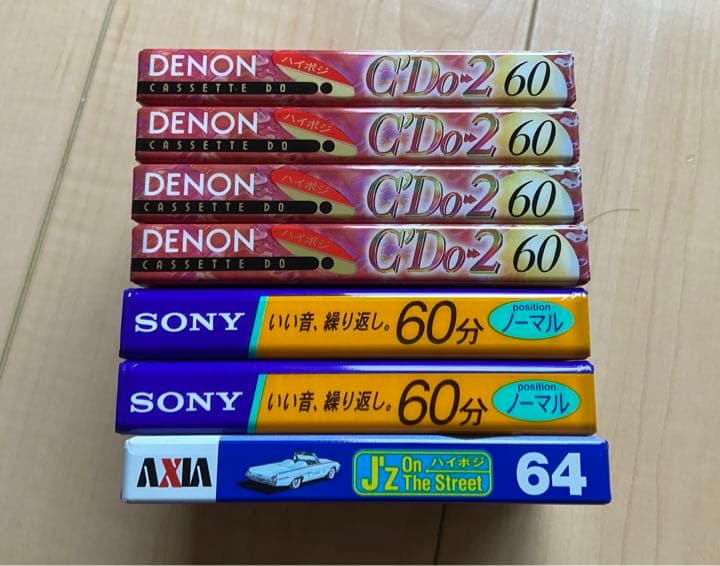 DENON ハイポジ C'Do▸▸2 60
CASSETTE DO
DENON ハイポジ C'Do▸▸2 60
CASSETTE DO
DENON ハイポジ C'Do▸▸2 60
CASSETTE DO
DENON ハイポジ C'Do▸▸2 60
CASSETTE DO
SONY いい音、繰り返し。60分 position
ノーマル
SONY いい音、繰り返し。60分 position
ノーマル
AXIA J'z On ハイポジ 64
The Street